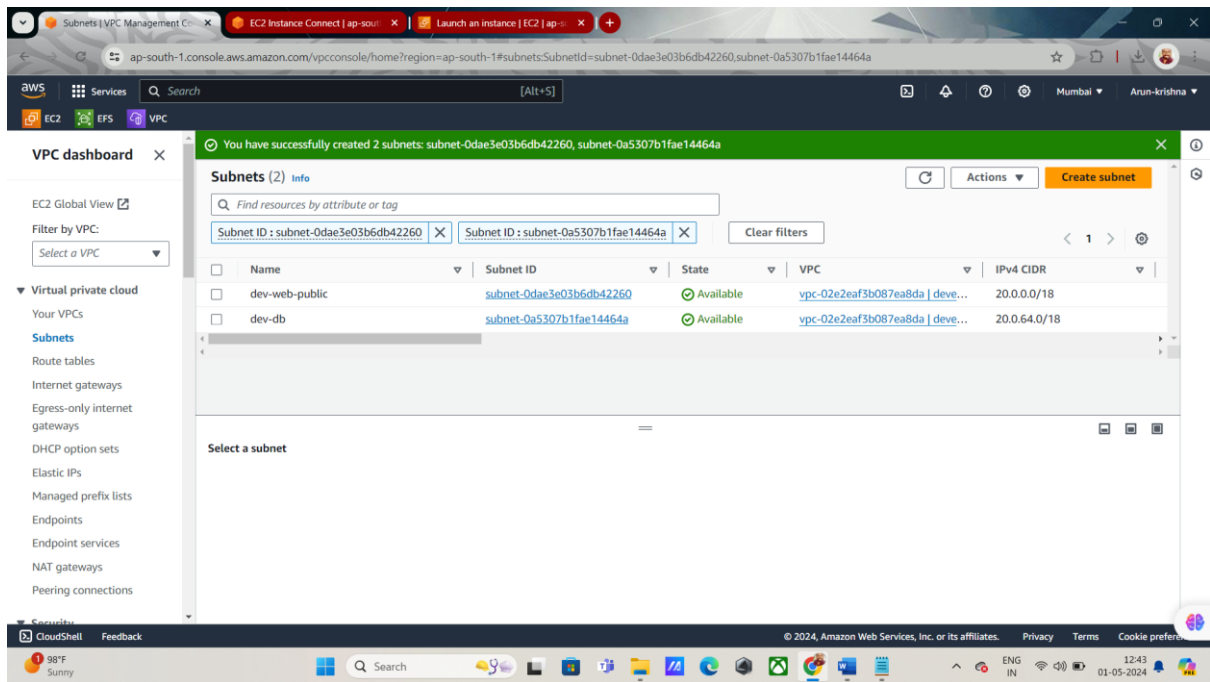 Subnets | VPC Management Co
EC2 Instance Connect | ap-sout
Launch an instance | EC2 | ap-s
ap-south-1.console.aws.amazon.com/vpcconsole/home?region=ap-south-1#subnets:SubnetId=subnet-0dae3e03b6db42260,subnet-0a5307b1fae14464a
aws Services Search [Alt+S] Mumbai Arun-krishna
EC2 EFS VPC
VPC dashboard
EC2 Global View
Filter by VPC:
Select a VPC
Virtual private cloud
Your VPCs
Subnets
Route tables
Internet gateways
Egress-only internet
gateways
DHCP option sets
Elastic IPs
Managed prefix lists
Endpoints
Endpoint services
NAT gateways
Peering connections
Security
You have successfully created 2 subnets: subnet-0dae3e03b6db42260, subnet-0a5307b1fae14464a
Subnets (2) Info Actions Create subnet
Find resources by attribute or tag
Subnet ID : subnet-0dae3e03b6db42260 Subnet ID : subnet-0a5307b1fae14464a Clear filters 1
Name Subnet ID State VPC IPv4 CIDR
dev-web-public subnet-0dae3e03b6db42260 Available vpc-02e2eaf3b087ea8da | deve... 20.0.0.0/18
dev-db subnet-0a5307b1fae14464a Available vpc-02e2eaf3b087ea8da | deve... 20.0.64.0/18
Select a subnet
CloudShell Feedback © 2024, Amazon Web Services, Inc. or its affiliates. Privacy Terms Cookie prefere
1 98°F
Sunny
Search
ENG
IN
12:43
01-05-2024
PRE